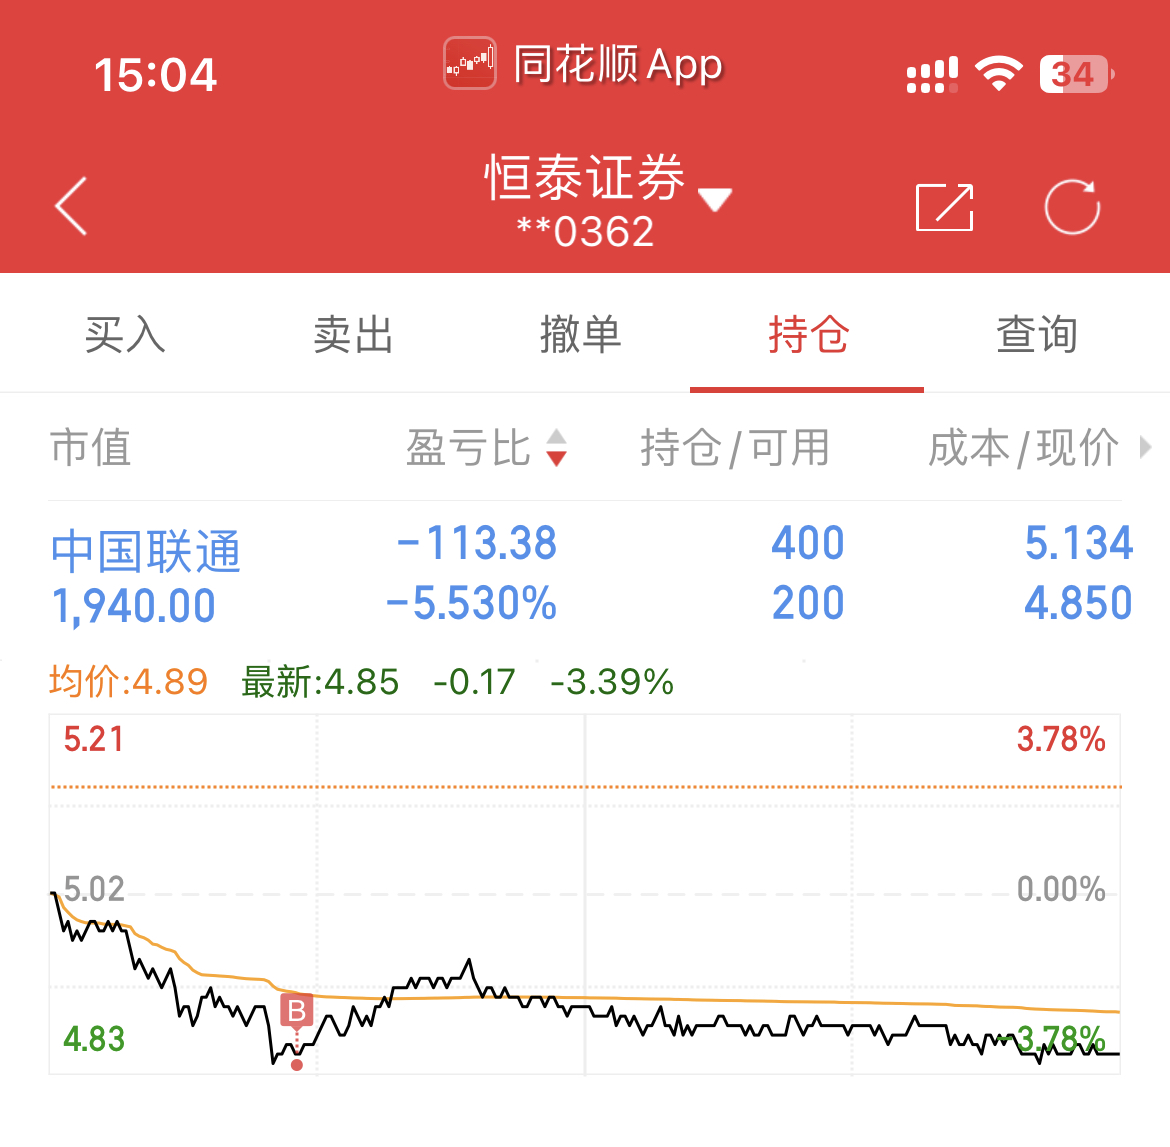 15:04 同花顺 App 34
恒泰证券
**0362
买入 卖出 撤单 持仓 查询
市值 盈亏比 持仓/可用 成本/现价
中国联通 -113.38 400 5.134
1,940.00 -5.530% 200 4.850
均价:4.89 最新:4.85 -0.17 -3.39%
5.21 3.78%
5.02 0.00%
B
4.83 -3.78%